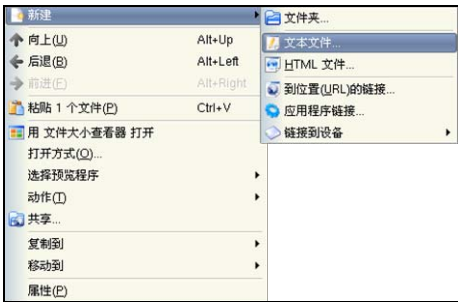 新建
向上(U) Alt+Up
后退(B) Alt+Left
前进(F) Alt+Right
粘贴 1 个文件(P) Ctrl+V
用 文件大小查看器 打开
打开方式(O)...
选择预览程序
动作(T)
共享...
复制到
移动到
属性(P)
文件夹...
文本文件...
HTML 文件...
到位置(URL)的链接...
应用程序链接...
链接到设备